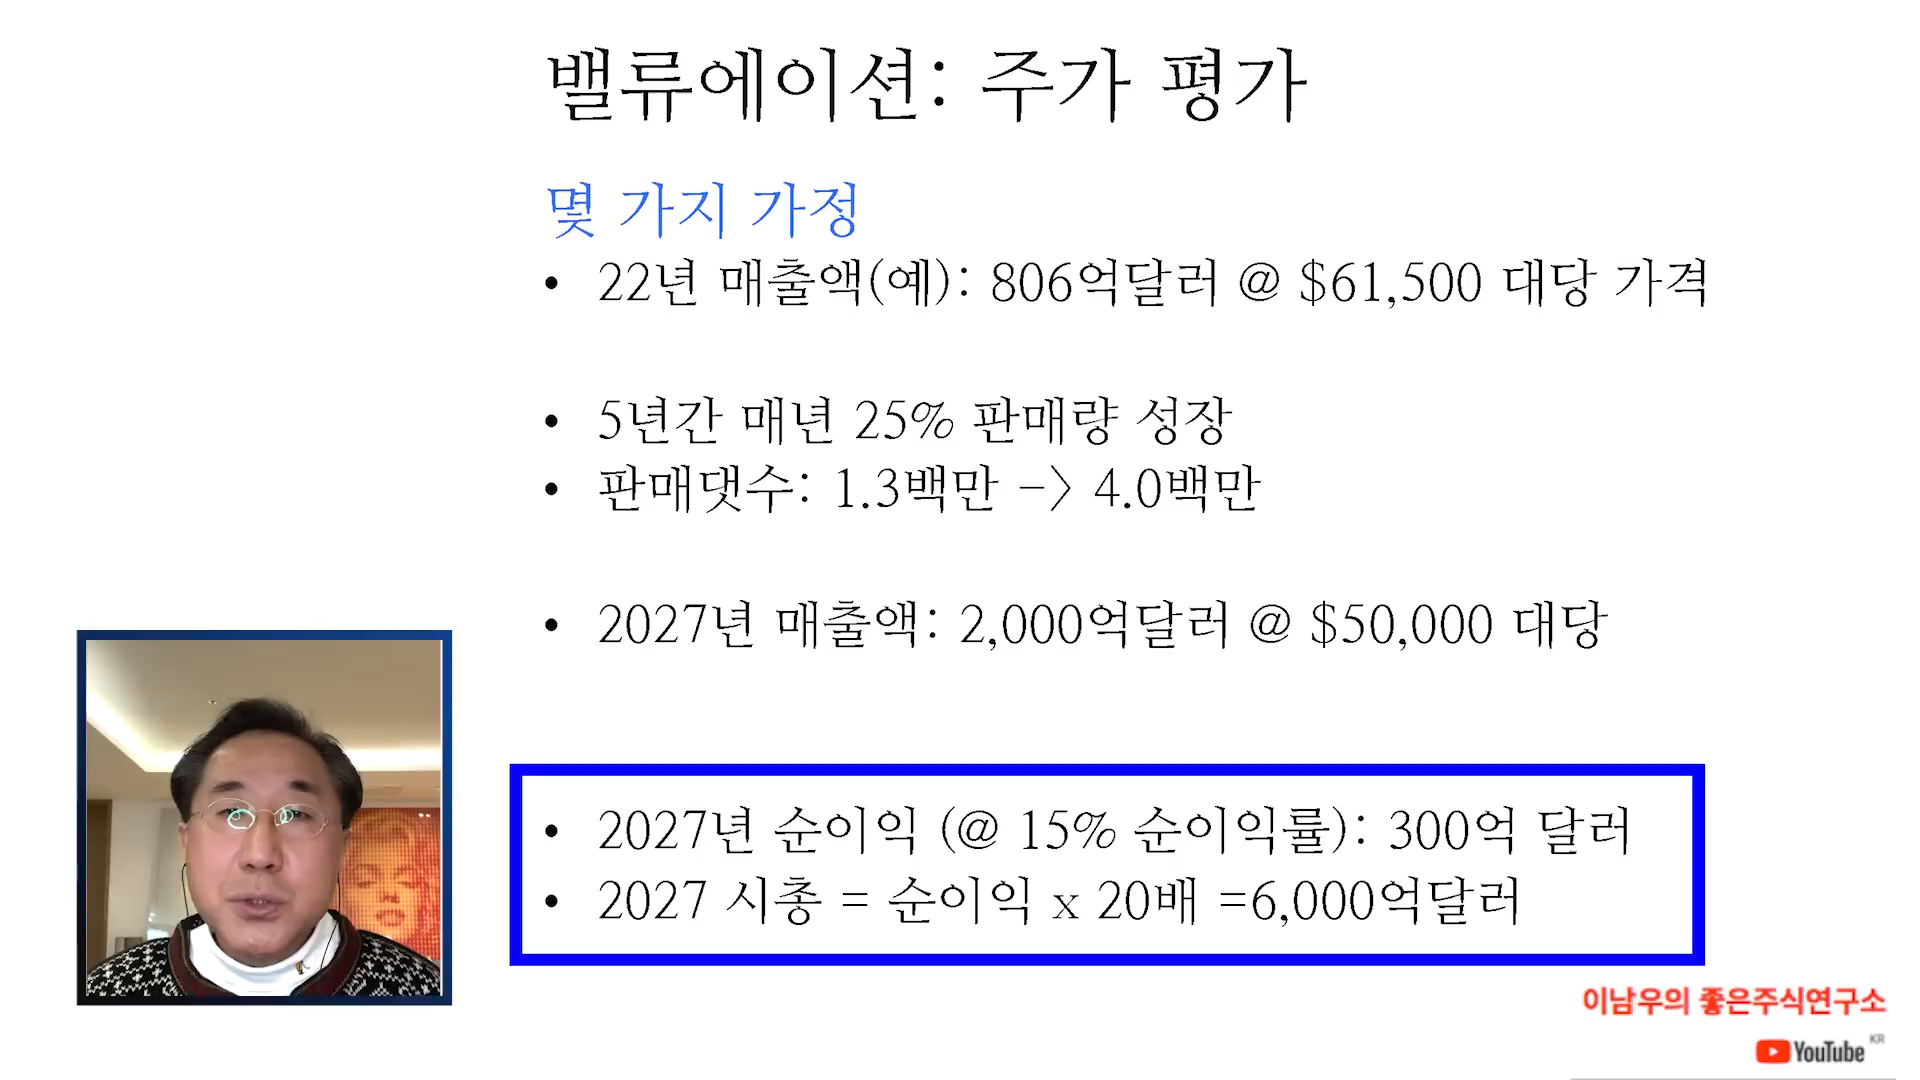 밸류에이션: 주가 평가
몇 가지 가정
• 22년 매출액(예): 806억달러 @ $61,500 대당 가격
• 5년간 매년 25% 판매량 성장
• 판매댓수: 1.3백만 -> 4.0백만
• 2027년 매출액: 2,000억달러 @ $50,000 대당
• 2027년 순이익 (@ 15% 순이익률): 300억 달러
• 2027 시총 = 순이익 x 20배 =6,000억달러
이남우의 좋은주식연구소
YouTube KR